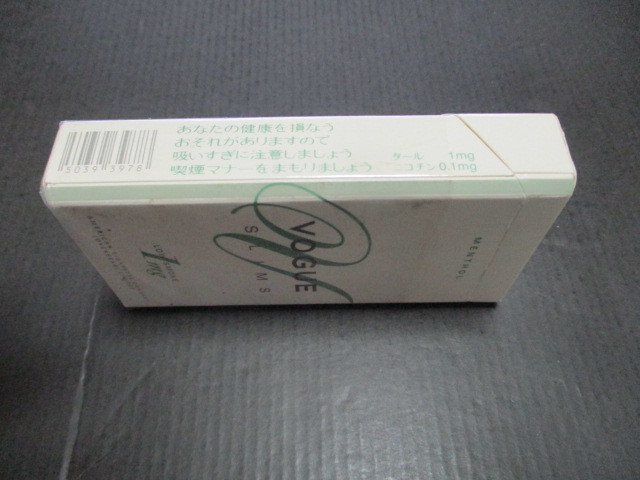 あなたの健康を損なう
おそれがありますので
吸いすぎに注意しましょう
喫煙マナーをまもりましょう
タール 1mg
ニコチン 0.1mg
50393978
VOGUE
SLIMS
MENTHOL
1mg